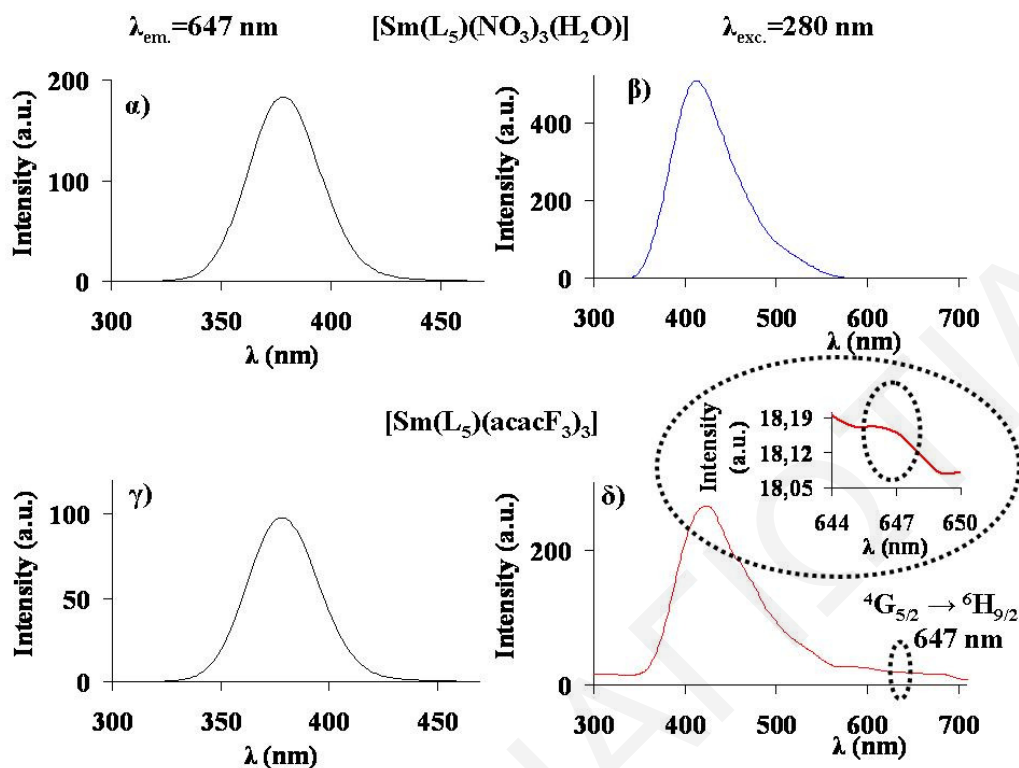 λem.=647 nm [Sm(L5)(NO3)3(H2O)] λexc.=280 nm
α)
Intensity (a.u.)
200
100
0
300 350 400 450
λ (nm)
β)
Intensity (a.u.)
400
200
0
300 400 500 600 700
λ (nm)
[Sm(L5)(acacF3)3]
γ)
Intensity (a.u.)
100
50
0
300 350 400 450
λ (nm)
δ)
Intensity (a.u.)
200
0
300 400 500 600 700
λ (nm)
Intensity
(a.u.)
18,19
18,12
18,05
644 647 650
λ (nm)
4G5/2 → 6H9/2
647 nm